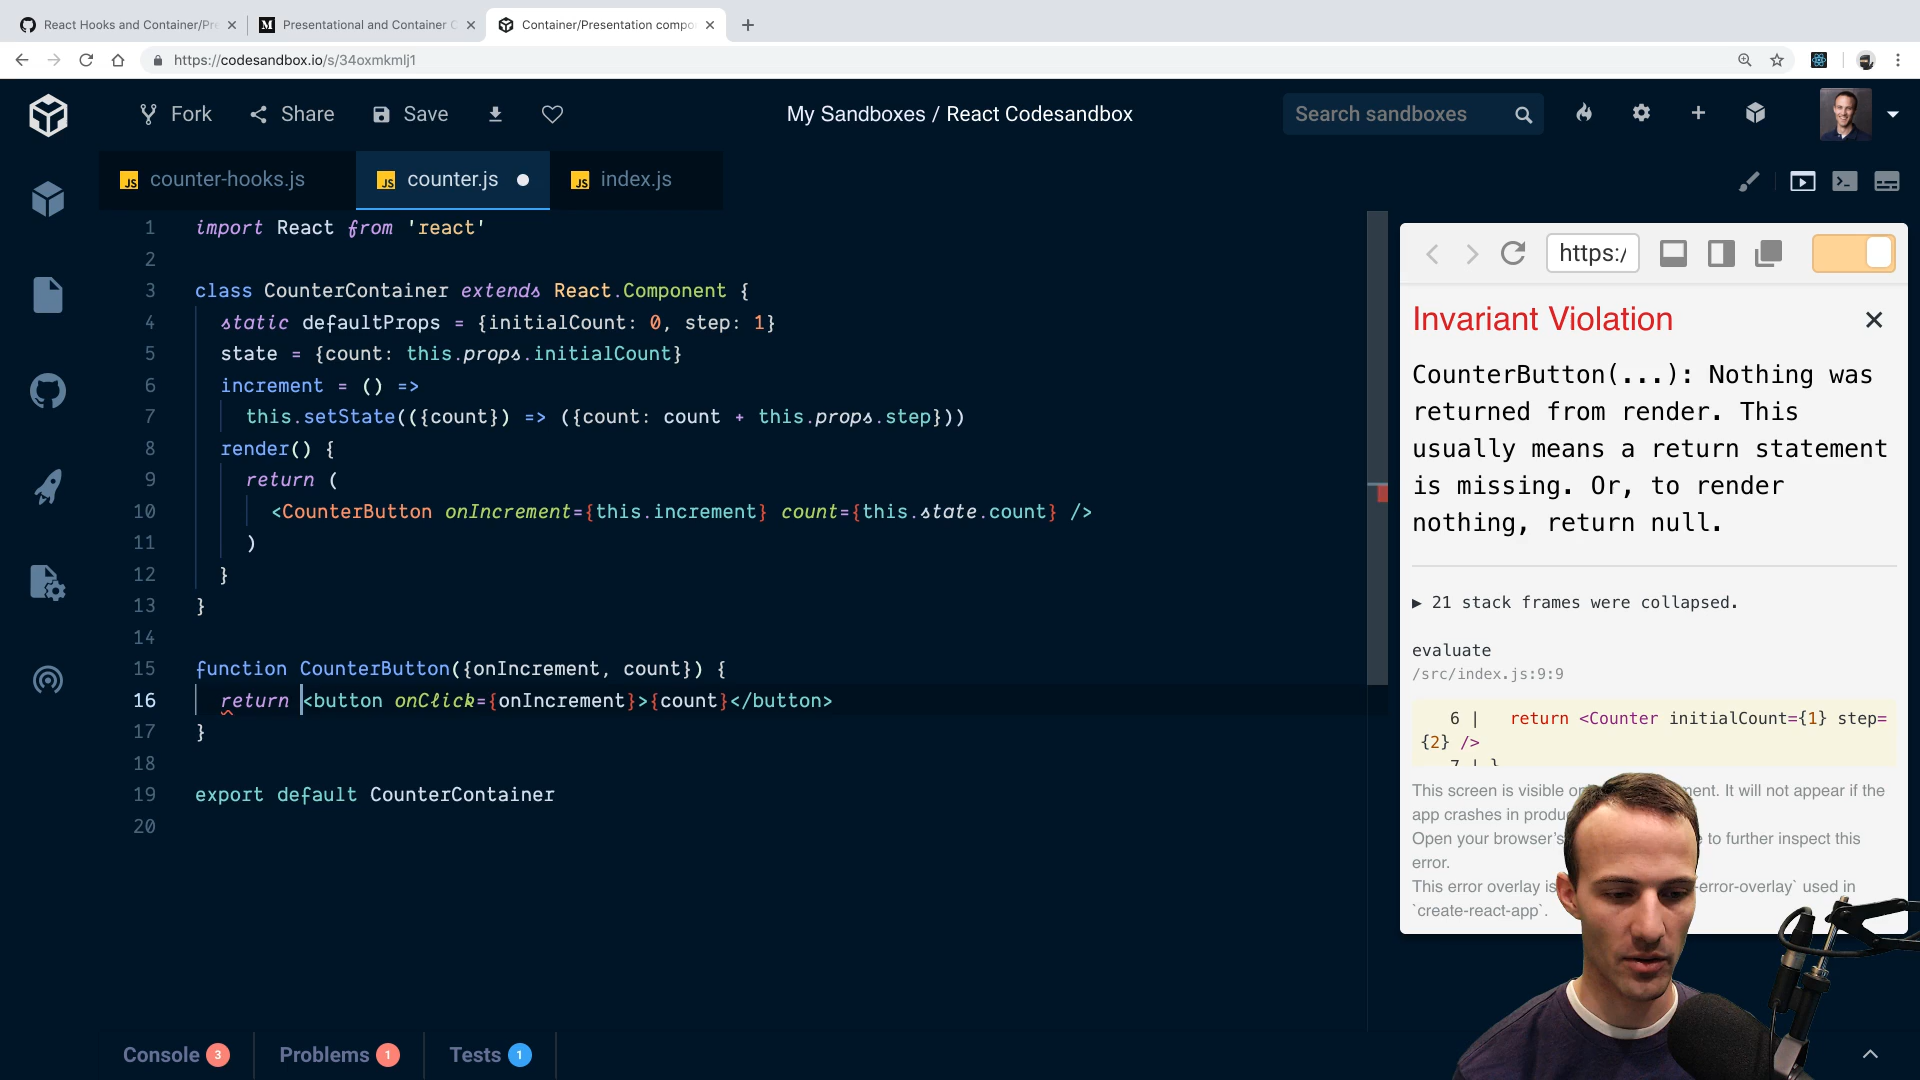 React Hooks and Container/Pre
Presentational and Container C
Container/Presentation compo
https://codesandbox.io/s/34oxmkmlj1
Fork
Share
Save
My Sandboxes / React Codesandbox
Search sandboxes
JS counter-hooks.js
JS counter.js
JS index.js
1 import React from 'react'
2
3 class CounterContainer extends React.Component {
4 static defaultProps = {initialCount: 0, step: 1}
5 state = {count: this.props.initialCount}
6 increment = () =>
7 this.setState(({count}) => ({count: count + this.props.step}))
8 render() {
9 return (
10 <CounterButton onIncrement={this.increment} count={this.state.count} />
11 )
12 }
13 }
14
15 function CounterButton({onIncrement, count}) {
16 return <button onClick={onIncrement}>{count}</button>
17 }
18
19 export default CounterContainer
20
https:/
Invariant Violation
CounterButton(...): Nothing was
returned from render. This
usually means a return statement
is missing. Or, to render
nothing, return null.
▶ 21 stack frames were collapsed.
evaluate
/src/index.js:9:9
6 | return <Counter initialCount={1} step=
{2} />
7 | }
This screen is visible ment. It will not appear if the
app crashes in produ
Open your browser's to further inspect this
error.
This error overlay is -error-overlay` used in
`create-react-app`.
Console 3
Problems 1
Tests 1